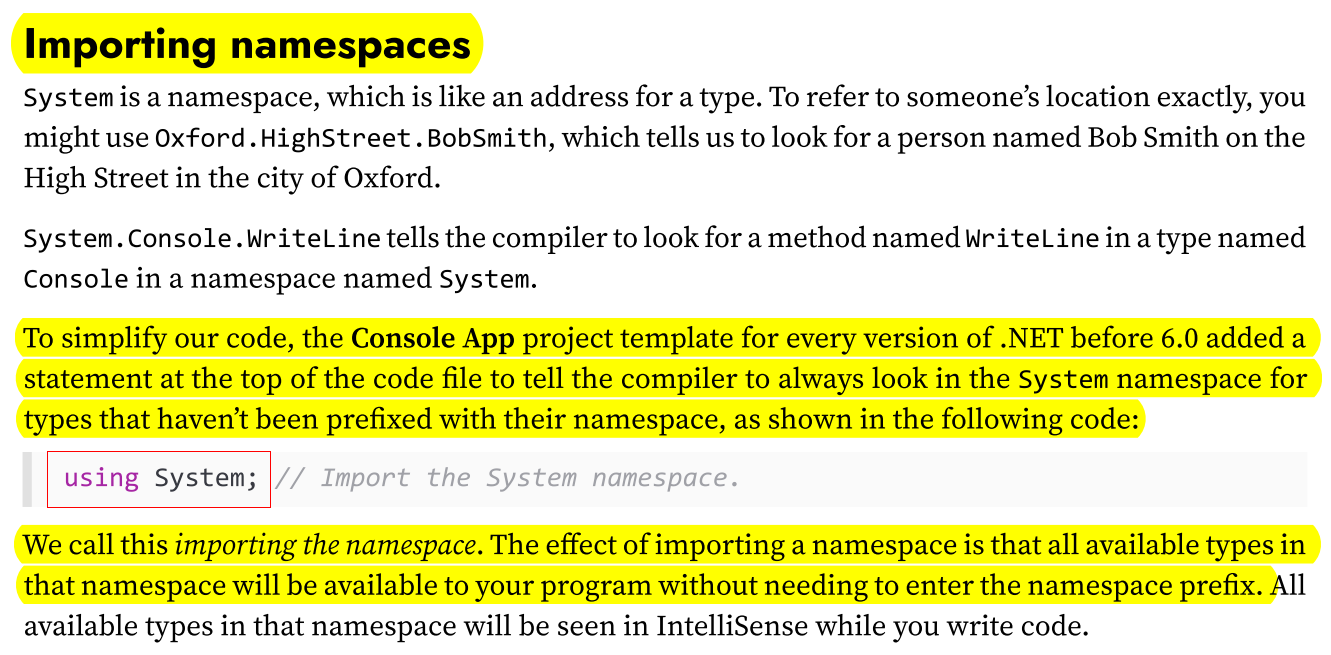 Importing namespaces
System is a namespace, which is like an address for a type. To refer to someone’s location exactly, you
might use Oxford.HighStreet.BobSmith, which tells us to look for a person named Bob Smith on the
High Street in the city of Oxford.
System.Console.WriteLine tells the compiler to look for a method named WriteLine in a type named
Console in a namespace named System.
To simplify our code, the Console App project template for every version of .NET before 6.0 added a
statement at the top of the code file to tell the compiler to always look in the System namespace for
types that haven’t been prefixed with their namespace, as shown in the following code:
using System; // Import the System namespace.
We call this importing the namespace. The effect of importing a namespace is that all available types in
that namespace will be available to your program without needing to enter the namespace prefix. All
available types in that namespace will be seen in IntelliSense while you write code.